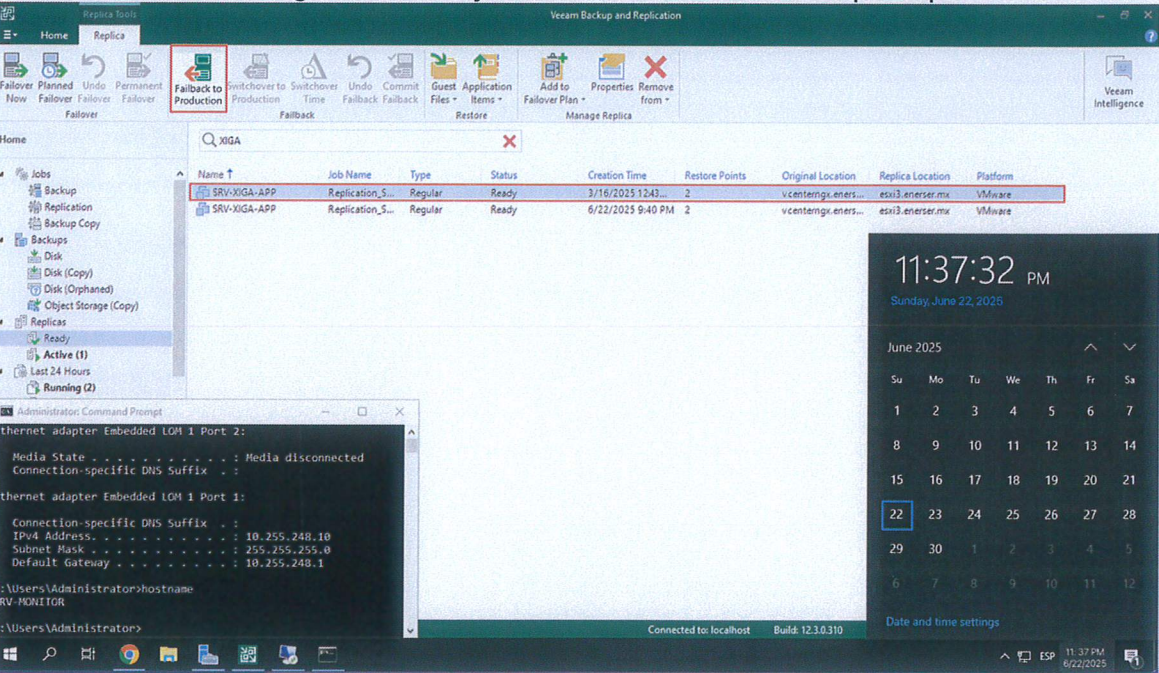 Replica Tools
Veeam Backup and Replication
Home Replica
Failover Now
Planned Failover
Undo Failover
Permanent Failover
Failback to Production
Switchover to Production
Switchover Time
Undo Failback
Commit Failback
Guest Files
Application Items
Add to Failover Plan
Properties
Remove from
Veeam Intelligence
Failover
Failback
Restore
Manage Replica
Home
XIGA
Jobs
Backup
Replication
Backup Copy
Backups
Disk
Disk (Copy)
Disk (Orphaned)
Object Storage (Copy)
Replicas
Ready
Active (1)
Last 24 Hours
Running (2)
Name Job Name Type Status Creation Time Restore Points Original Location Replica Location Platform
SRV-XIGA-APP Replication_S... Regular Ready 3/16/2025 12:43... 2 vcenterngx.eners... esxi3.enerser.mx VMware
SRV-XIGA-APP Replication_S... Regular Ready 6/22/2025 9:40 PM 2 vcenterngx.eners... esxi3.enerser.mx VMware
Administrator: Command Prompt
thernet adapter Embedded LOM 1 Port 2:
Media State . . . . . . . . . . . : Media disconnected
Connection-specific DNS Suffix . :
thernet adapter Embedded LOM 1 Port 1:
Connection-specific DNS Suffix . :
IPv4 Address. . . . . . . . . . . : 10.255.248.10
Subnet Mask . . . . . . . . . . . : 255.255.255.0
Default Gateway . . . . . . . . . : 10.255.248.1
:\Users\Administrator>hostname
RV-MONITOR
:\Users\Administrator>
11:37:32 PM
Sunday, June 22, 2025
June 2025
Su Mo Tu We Th Fr Sa
1 2 3 4 5 6 7
8 9 10 11 12 13 14
15 16 17 18 19 20 21
22 23 24 25 26 27 28
29 30 1 2 3 4 5
6 7 8 9 10 11 12
Date and time settings
Connected to: localhost Build: 12.3.0.310
ESP
11:37 PM
6/22/2025
1